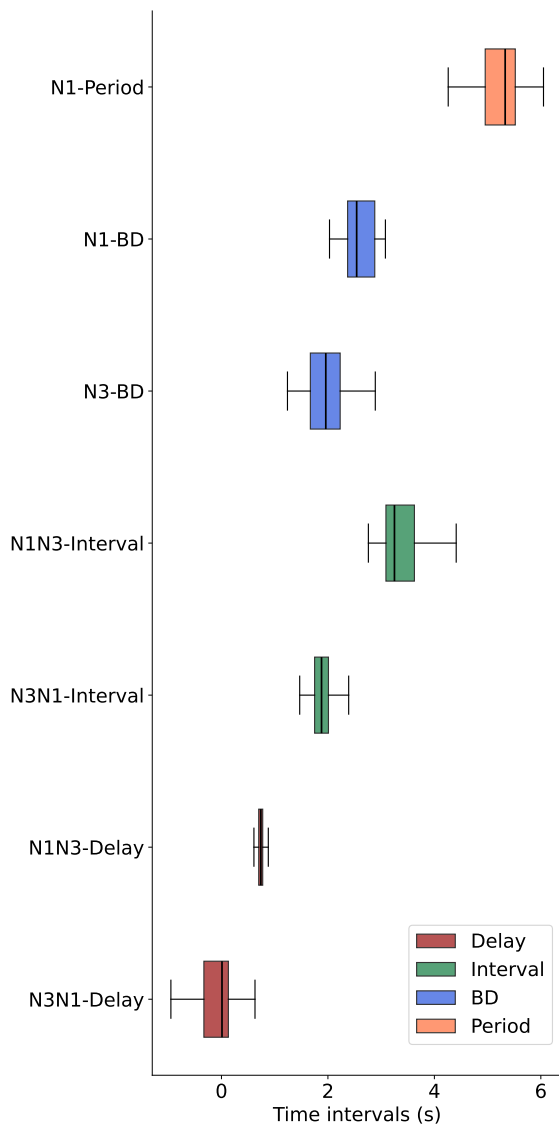 N1-Period
N1-BD
N3-BD
N1N3-Interval
N3N1-Interval
N1N3-Delay
N3N1-Delay
Delay
Interval
BD
Period
0 2 4 6
Time intervals (s)